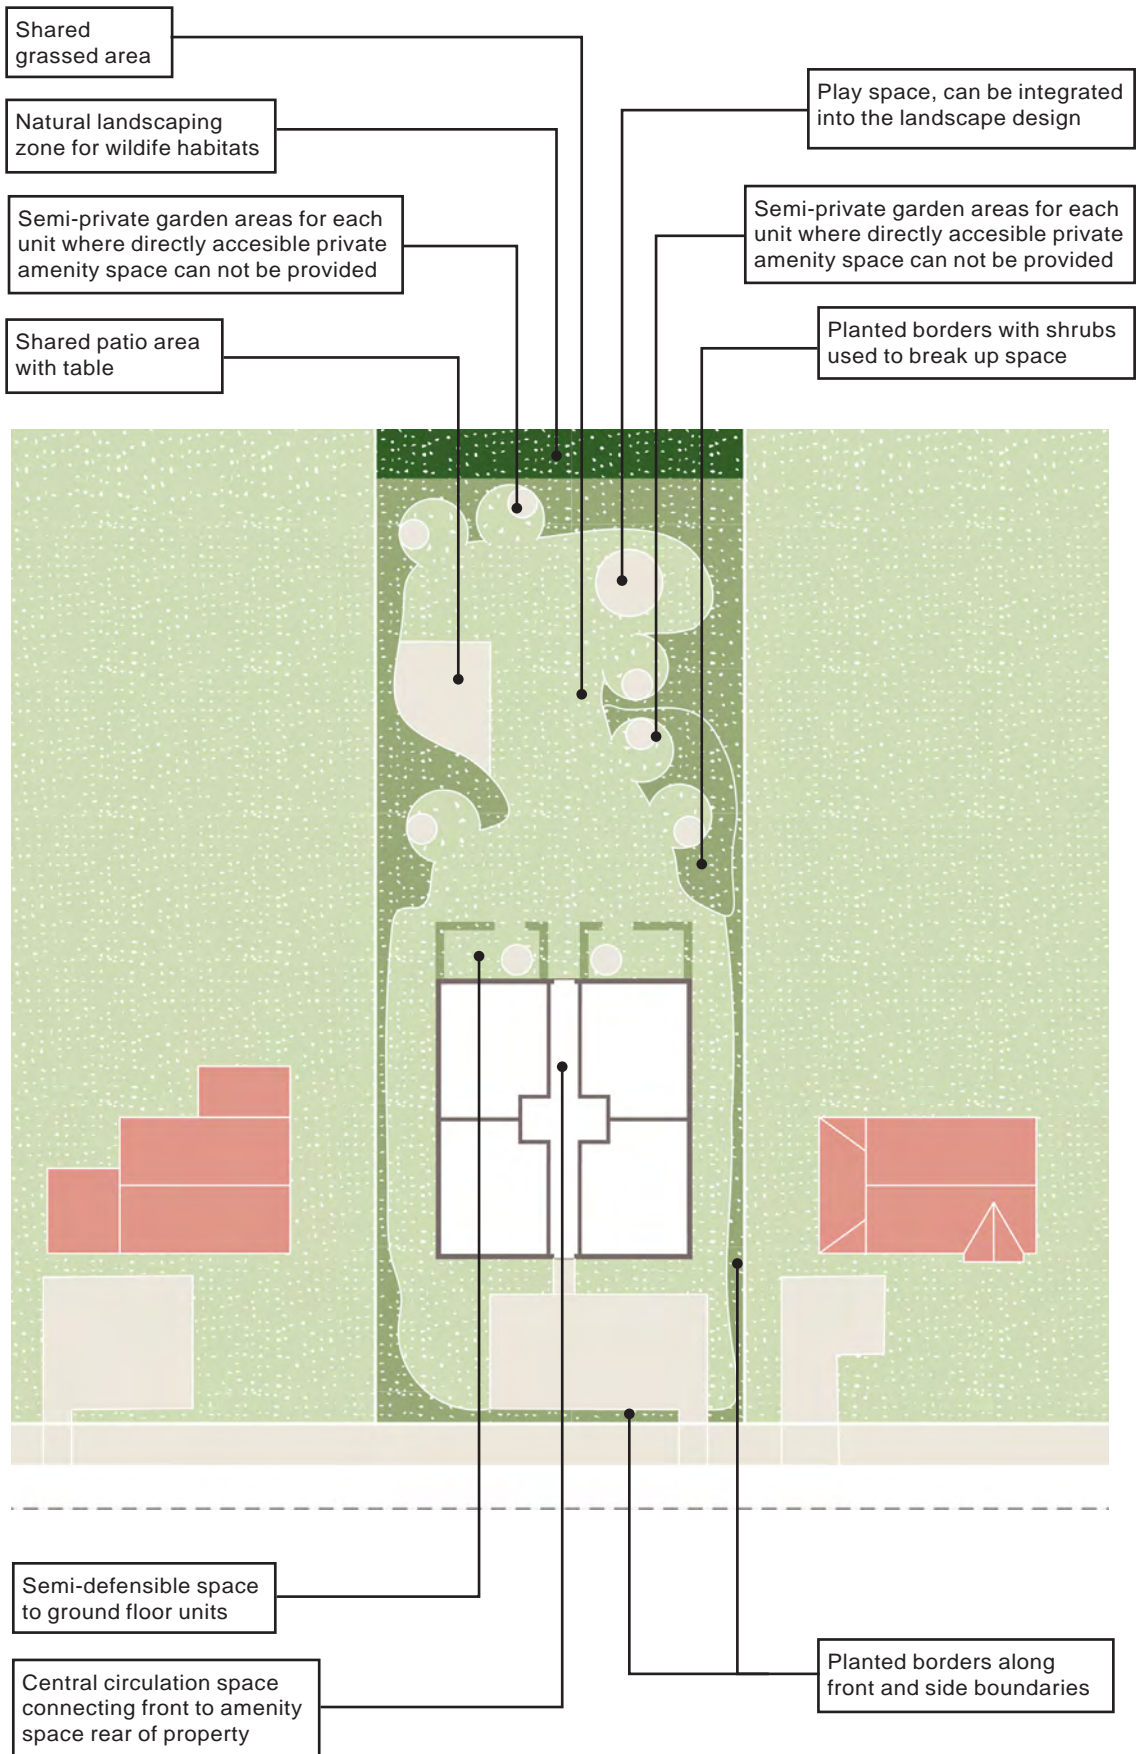 Shared
grassed area
Natural landscaping
zone for wildife habitats
Semi-private garden areas for each
unit where directly accesible private
amenity space can not be provided
Shared patio area
with table
Play space, can be integrated
into the landscape design
Semi-private garden areas for each
unit where directly accesible private
amenity space can not be provided
Planted borders with shrubs
used to break up space
Semi-defensible space
to ground floor units
Central circulation space
connecting front to amenity
space rear of property
Planted borders along
front and side boundaries